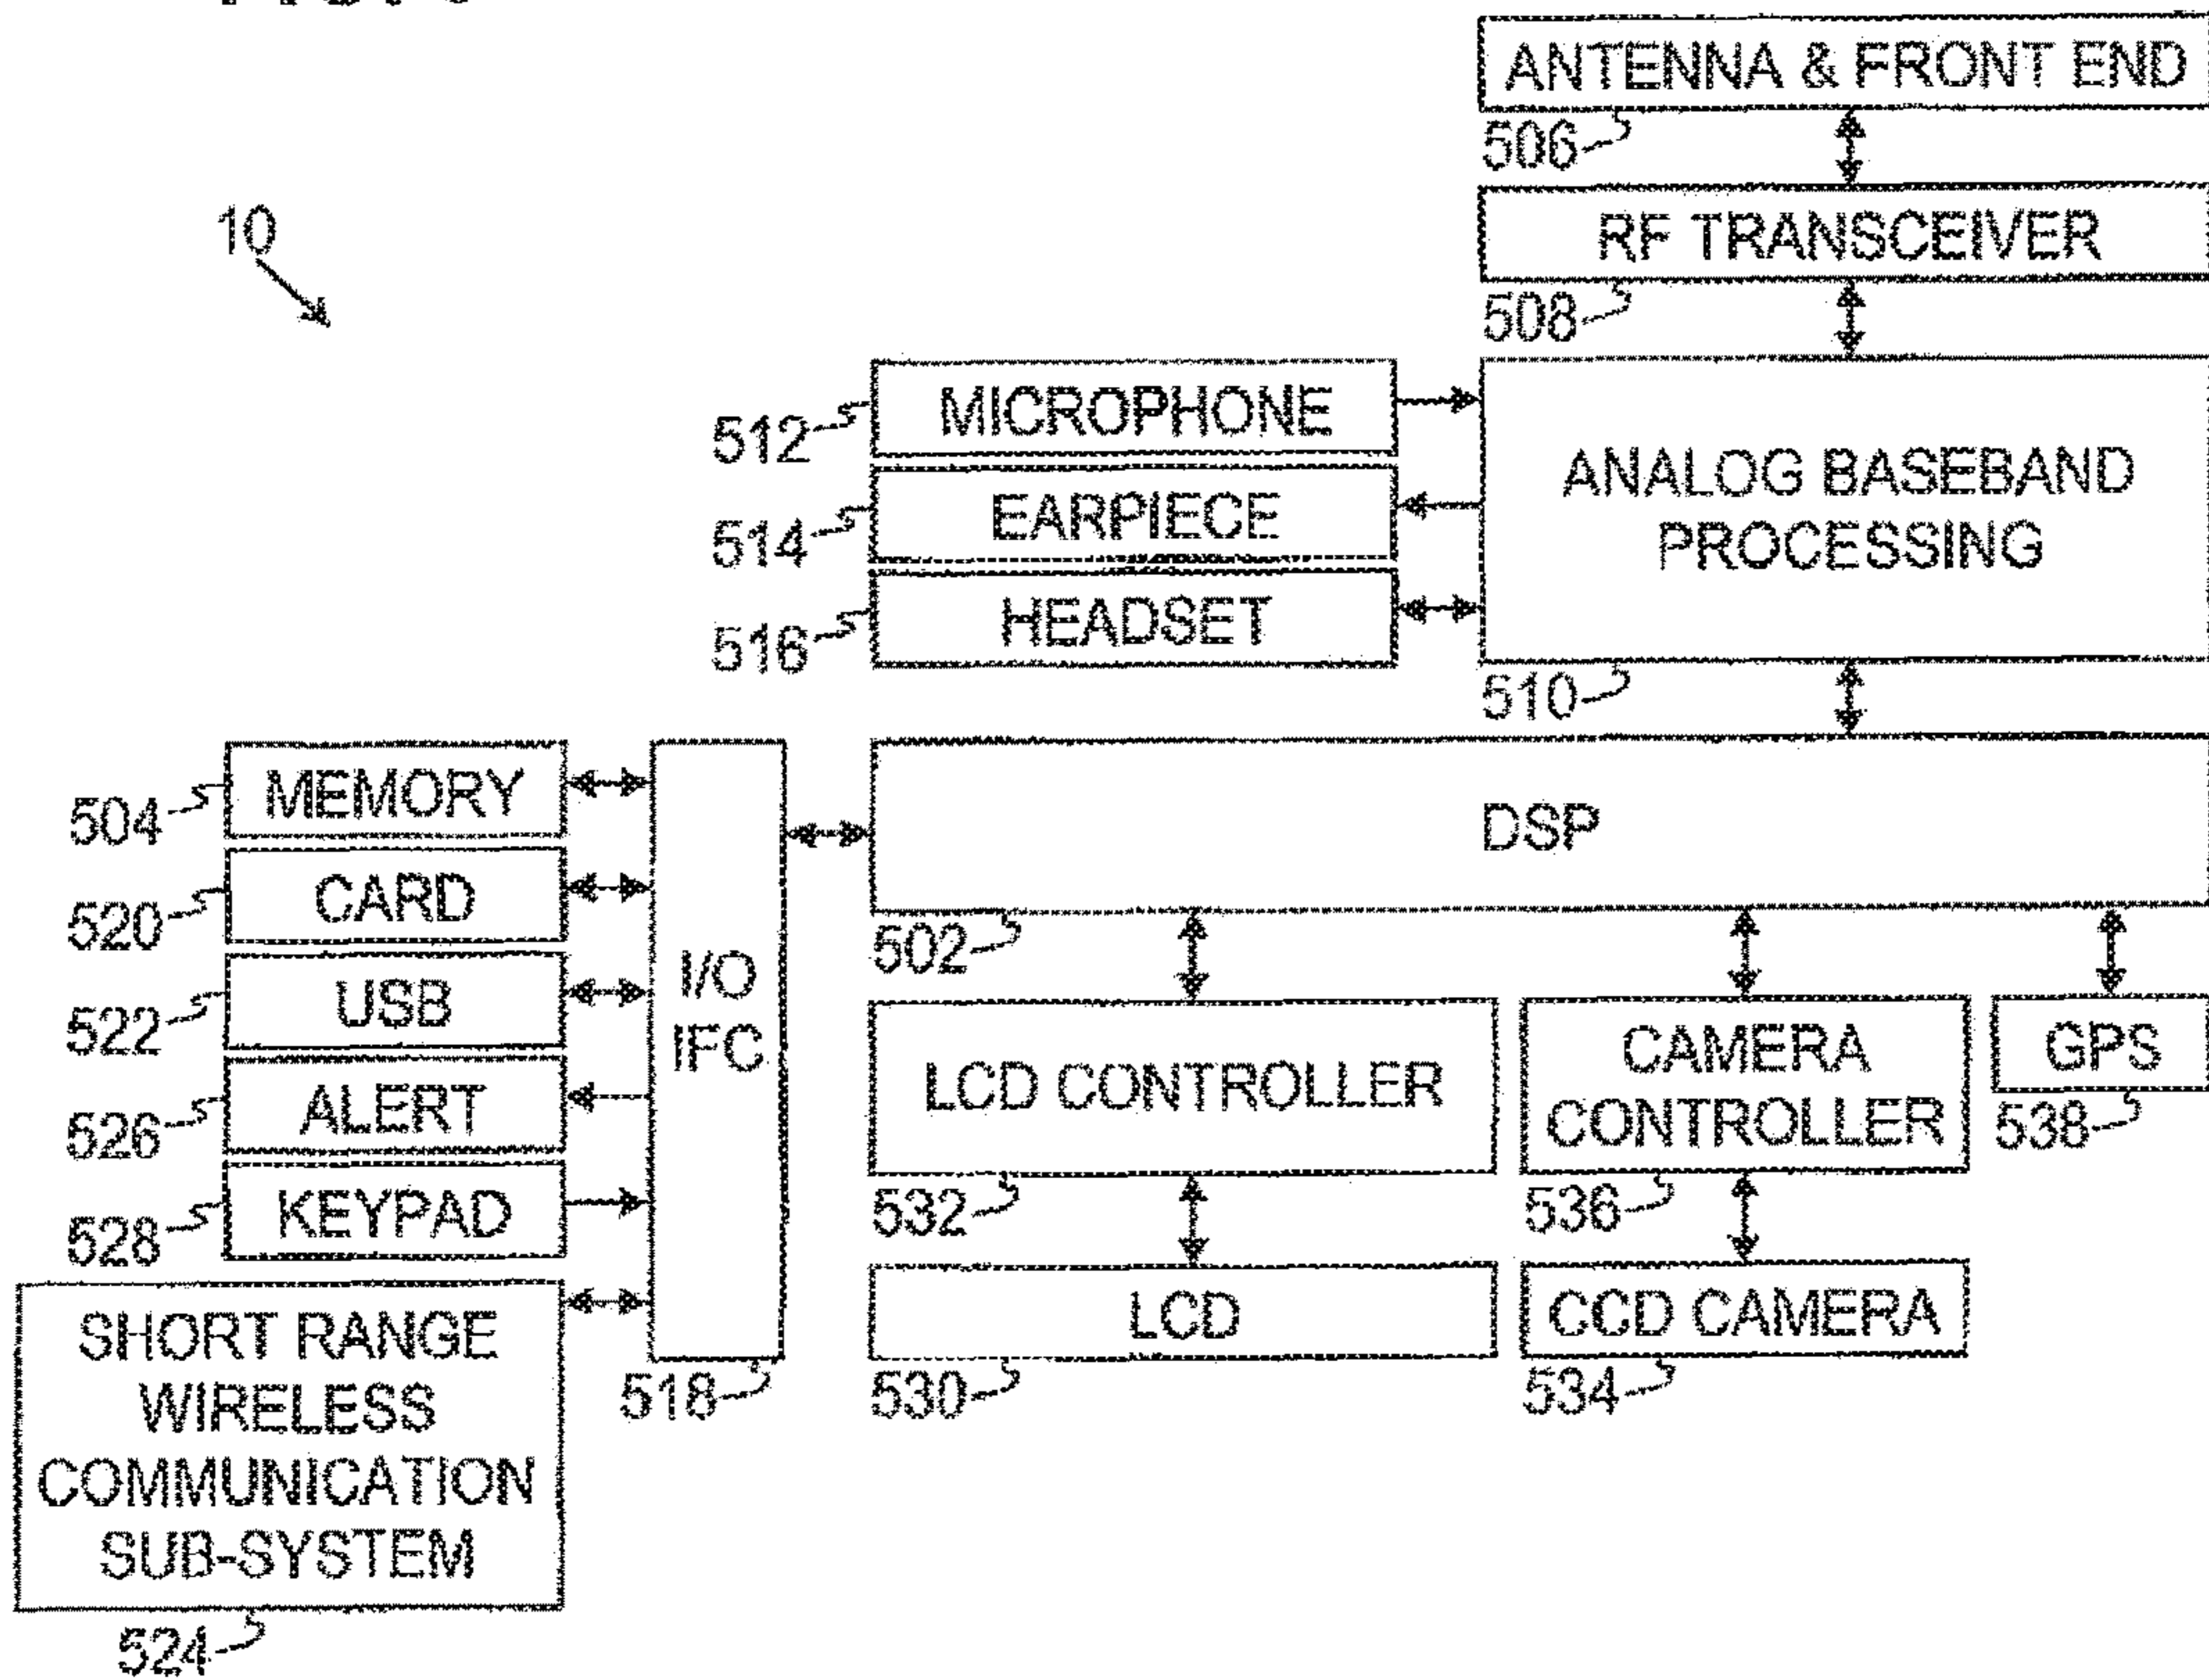 ANTENNA & FRONT END
506
RF TRANSCEIVER
508
10
MICROPHONE
512
EARPIECE
514
HEADSET
516
ANALOG BASEBAND
PROCESSING
510
MEMORY
504
CARD
520
USB
522
ALERT
526
KEYPAD
528
SHORT RANGE
WIRELESS
COMMUNICATION
SUB-SYSTEM
524
I/O
IFC
518
DSP
502
LCD CONTROLLER
532
LCD
530
CAMERA
CONTROLLER
536
CCD CAMERA
534
GPS
538